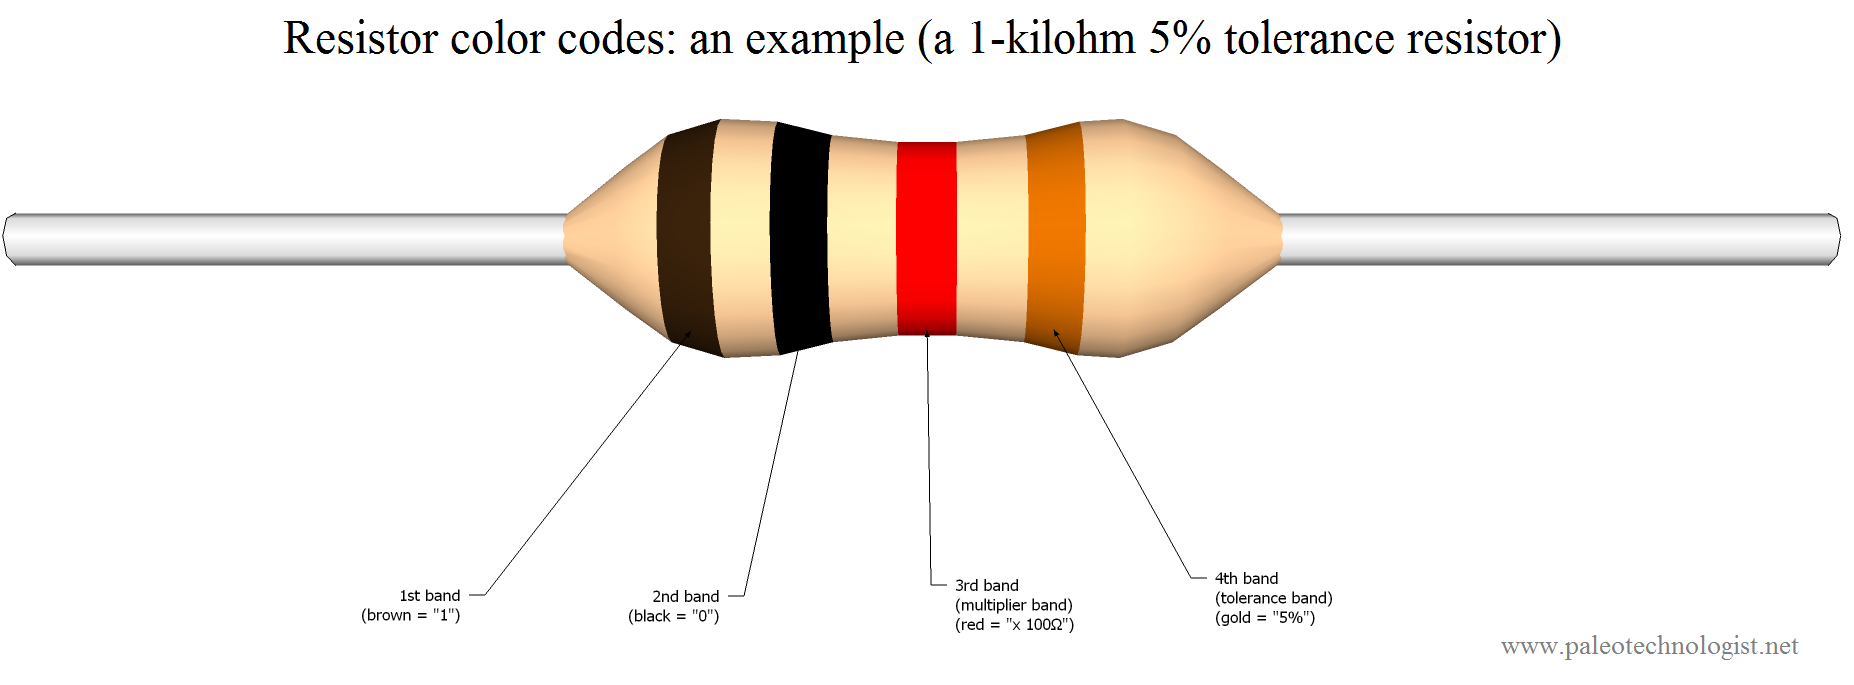 Resistor color codes: an example (a 1-kilohm 5% tolerance resistor)
1st band
(brown = "1")
2nd band
(black = "0")
3rd band
(multiplier band)
(red = "x 100Ω")
4th band
(tolerance band)
(gold = "5%")
www.paleotechnologist.net